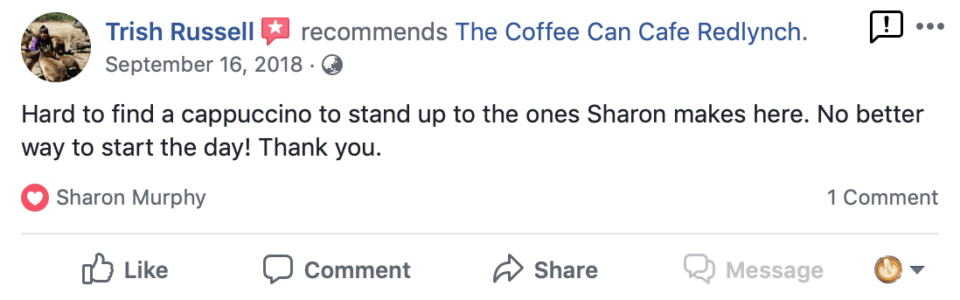 Trish Russell recommends The Coffee Can Cafe Redlynch.
September 16, 2018 ·
Hard to find a cappuccino to stand up to the ones Sharon makes here. No better
way to start the day! Thank you.
Sharon Murphy 1 Comment
Like Comment Share Message